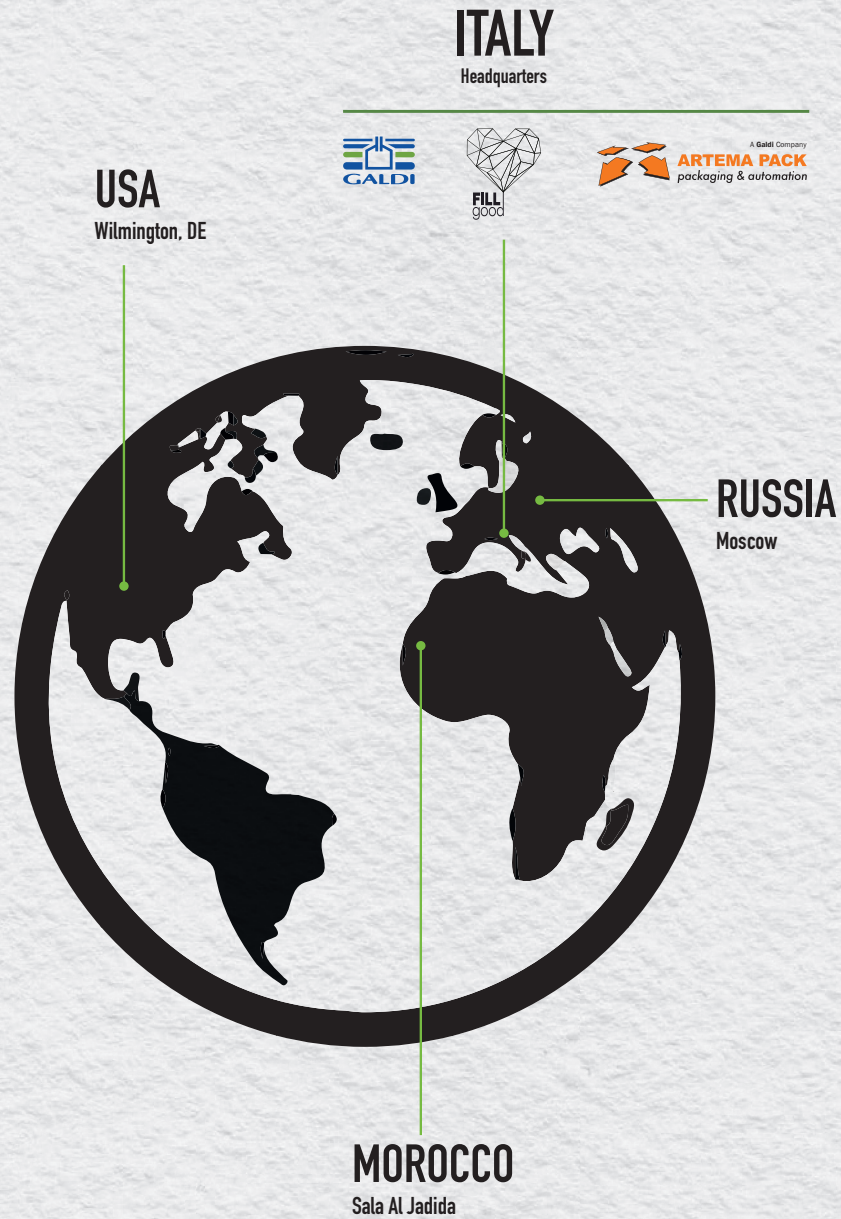 ITALY
Headquarters
GALDI
FILL
good
A Galdi Company
ARTEMA PACK
packaging & automation
USA
Wilmington, DE
RUSSIA
Moscow
MOROCCO
Sala Al Jadida